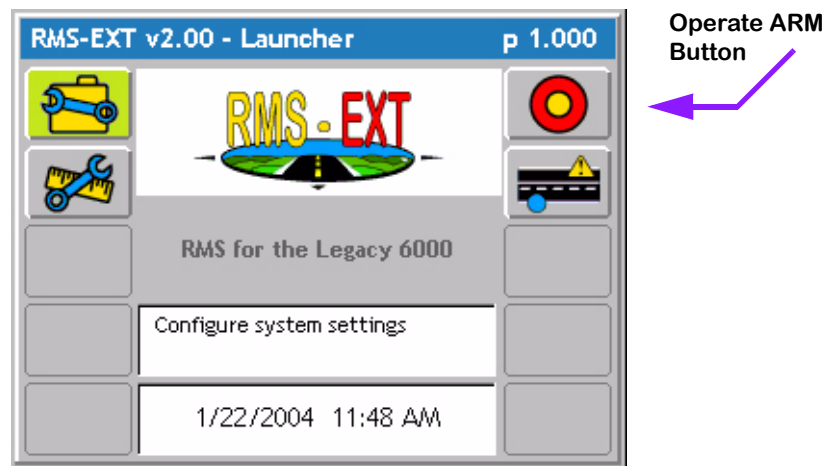 RMS-EXT v2.00 - Launcher p 1.000
Operate ARM
Button
RMS - EXT
RMS for the Legacy 6000
Configure system settings
1/22/2004 11:48 AM